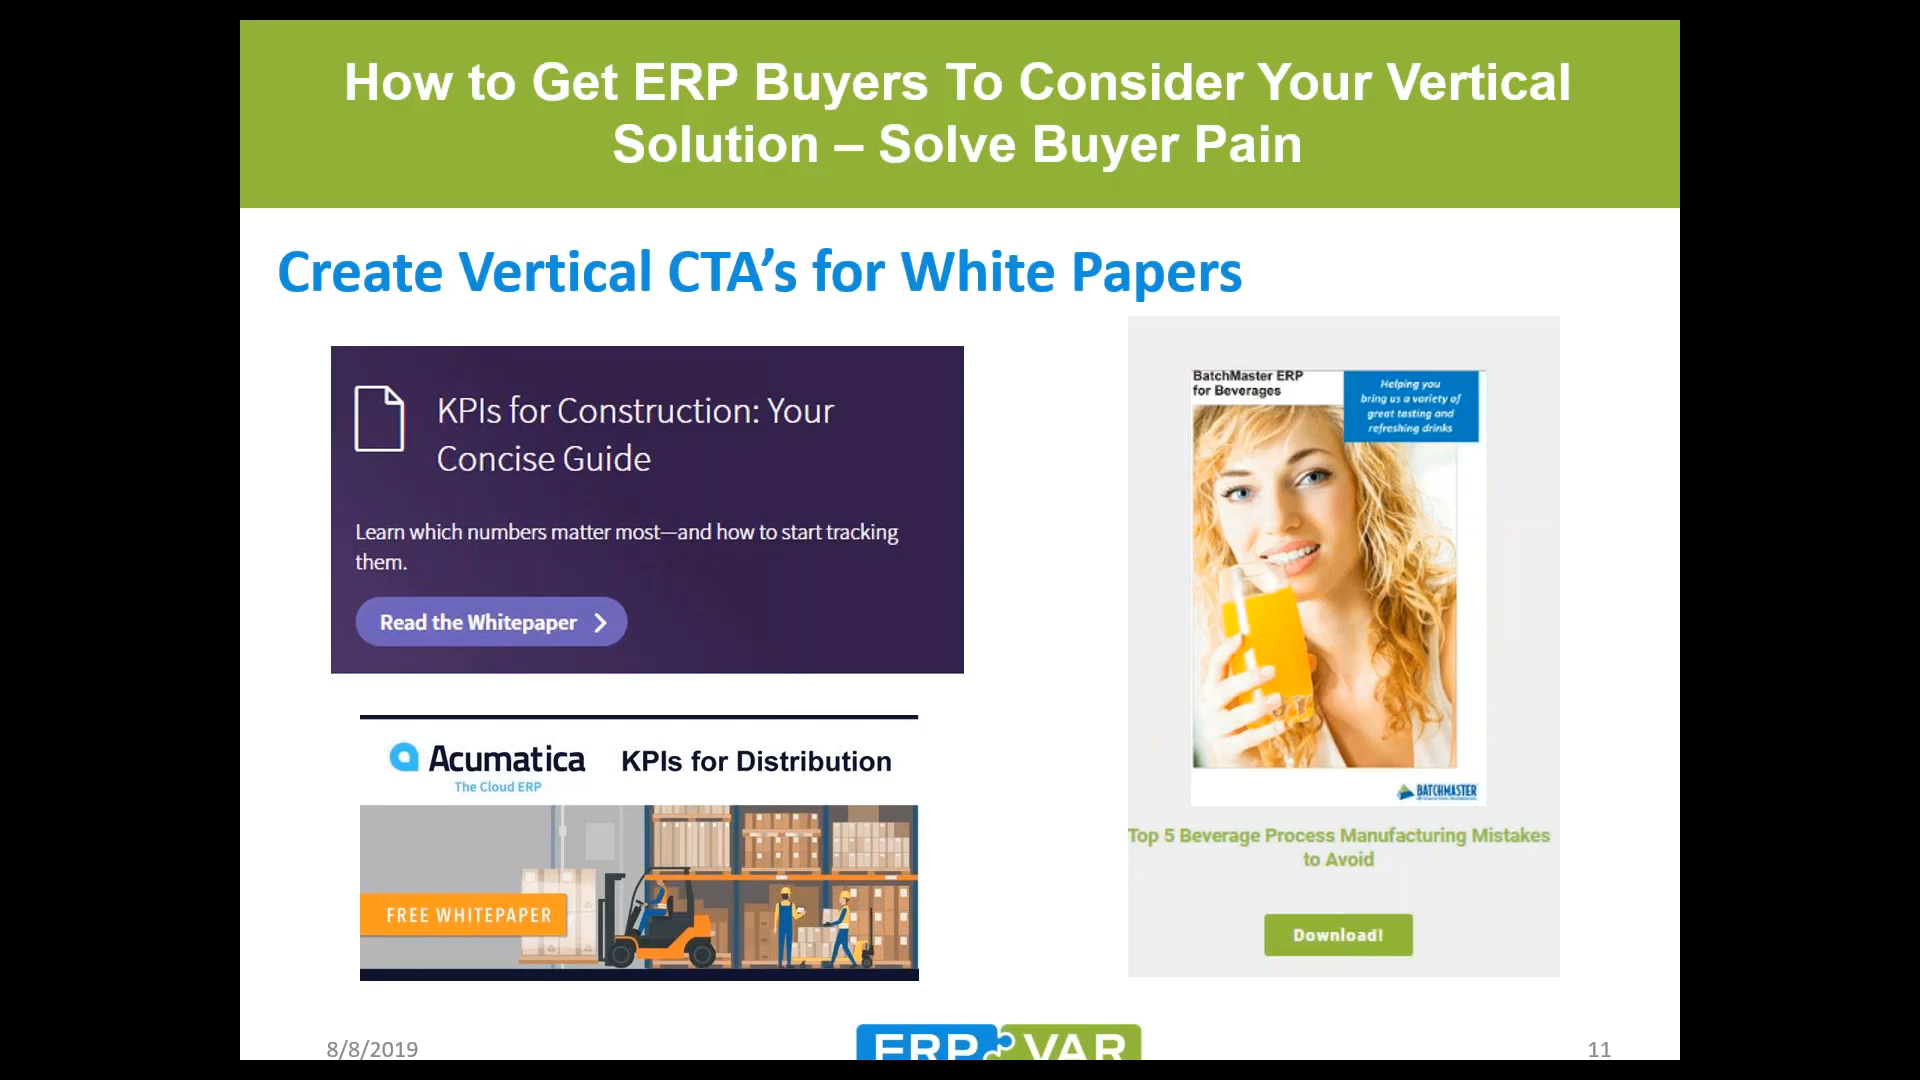 How to Get ERP Buyers To Consider Your Vertical
Solution – Solve Buyer Pain
Create Vertical CTA’s for White Papers
KPIs for Construction: Your
Concise Guide
Learn which numbers matter most—and how to start tracking
them.
Read the Whitepaper
Acumatica
The Cloud ERP
KPIs for Distribution
FREE WHITEPAPER
BatchMaster ERP
for Beverages
Helping you
bring us a variety of
great tasting and
refreshing drinks
BATCHMASTER
Top 5 Beverage Process Manufacturing Mistakes
to Avoid
Download!
8/8/2019
ERP VAR
11